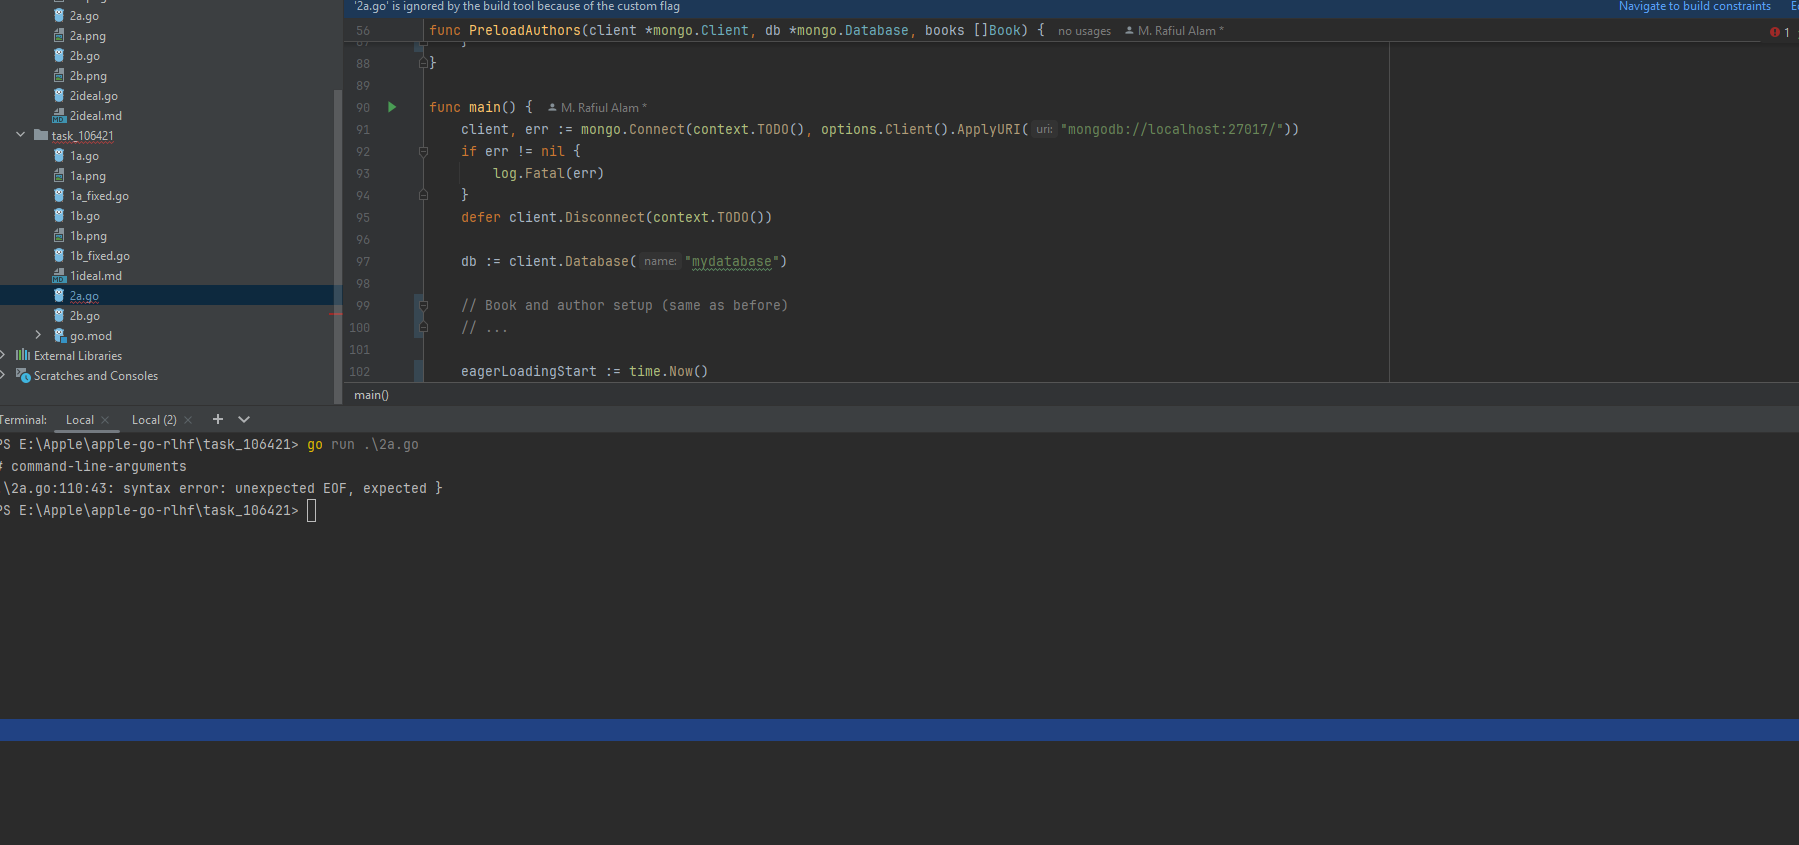 2a.go
2a.png
2b.go
2b.png
2ideal.go
2ideal.md
task_106421
1a.go
1a.png
1a_fixed.go
1b.go
1b.png
1b_fixed.go
1ideal.md
2a.go
2b.go
go.mod
External Libraries
Scratches and Consoles
'2a.go' is ignored by the build tool because of the custom flag Navigate to build constraints
56 func PreloadAuthors(client *mongo.Client, db *mongo.Database, books []Book) { no usages M. Rafiul Alam * 1
87 }
88 }
89
90 func main() { M. Rafiul Alam *
91 client, err := mongo.Connect(context.TODO(), options.Client().ApplyURI( uri: "mongodb://localhost:27017/"))
92 if err != nil {
93 log.Fatal(err)
94 }
95 defer client.Disconnect(context.TODO())
96
97 db := client.Database( name: "mydatabase")
98
99 // Book and author setup (same as before)
100 // ...
101
102 eagerLoadingStart := time.Now()
main()
Terminal: Local × Local (2) × +
PS E:\Apple\apple-go-rlhf\task_106421> go run .\2a.go
# command-line-arguments
.\2a.go:110:43: syntax error: unexpected EOF, expected }
PS E:\Apple\apple-go-rlhf\task_106421>